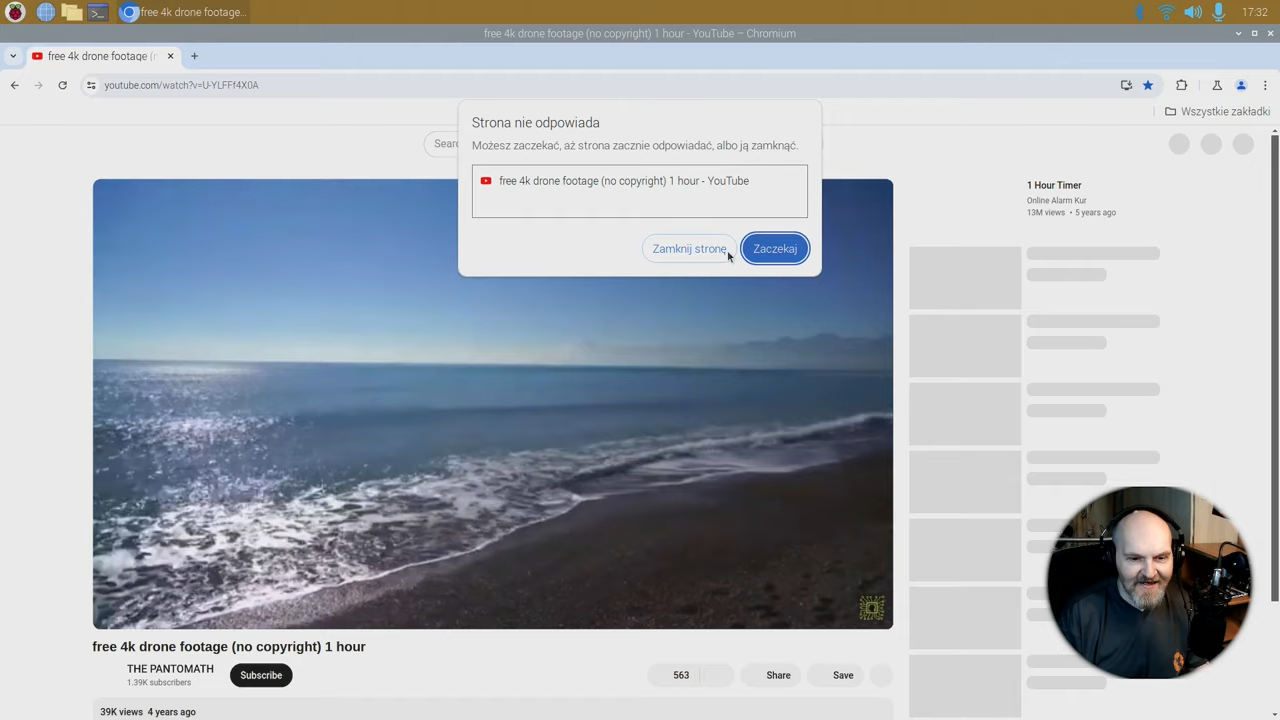 free 4k drone footage...
17:32
free 4k drone footage (no copyright) 1 hour - YouTube – Chromium
free 4k drone footage (n
youtube.com/watch?v=U-YLFFf4X0A
Wszystkie zakładki
Sear
Strona nie odpowiada
Możesz zaczekać, aż strona zacznie odpowiadać, albo ją zamknąć.
free 4k drone footage (no copyright) 1 hour - YouTube
Zamknij stronę
Zaczekaj
1 Hour Timer
Online Alarm Kur
13M views • 5 years ago
free 4k drone footage (no copyright) 1 hour
THE PANTOMATH
1.39K subscribers
Subscribe
563
Share
Save
39K views 4 years ago